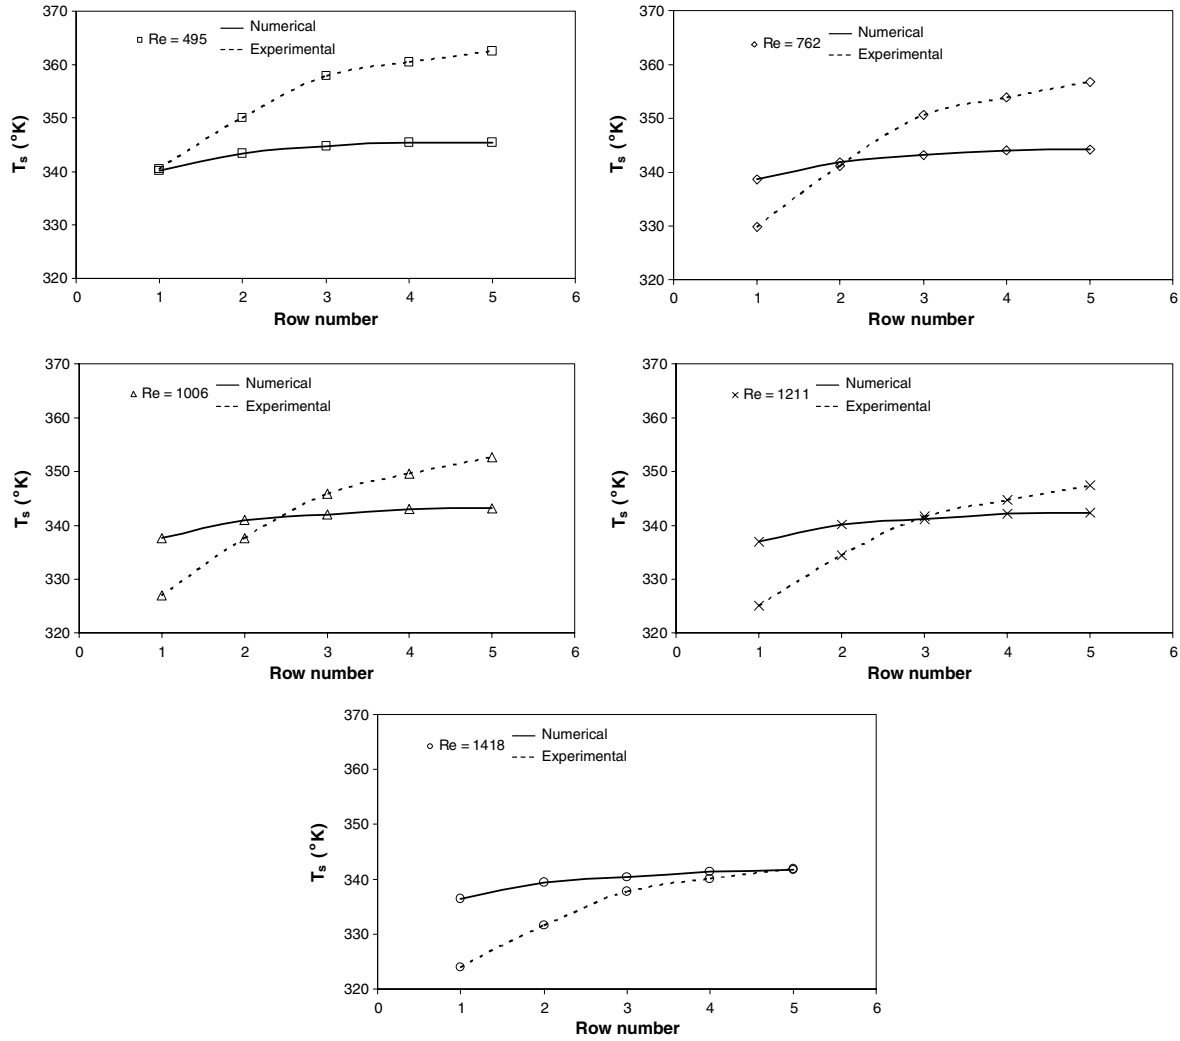 370
360
350
340
330
320
T_s (°K)
Re = 495
Numerical
Experimental
0 1 2 3 4 5 6
Row number
370
360
350
340
330
320
T_s (°K)
Re = 762
Numerical
Experimental
0 1 2 3 4 5 6
Row number
370
360
350
340
330
320
T_s (°K)
Re = 1006
Numerical
Experimental
0 1 2 3 4 5 6
Row number
370
360
350
340
330
320
T_s (°K)
Re = 1211
Numerical
Experimental
0 1 2 3 4 5 6
Row number
370
360
350
340
330
320
T_s (°K)
Re = 1418
Numerical
Experimental
0 1 2 3 4 5 6
Row number